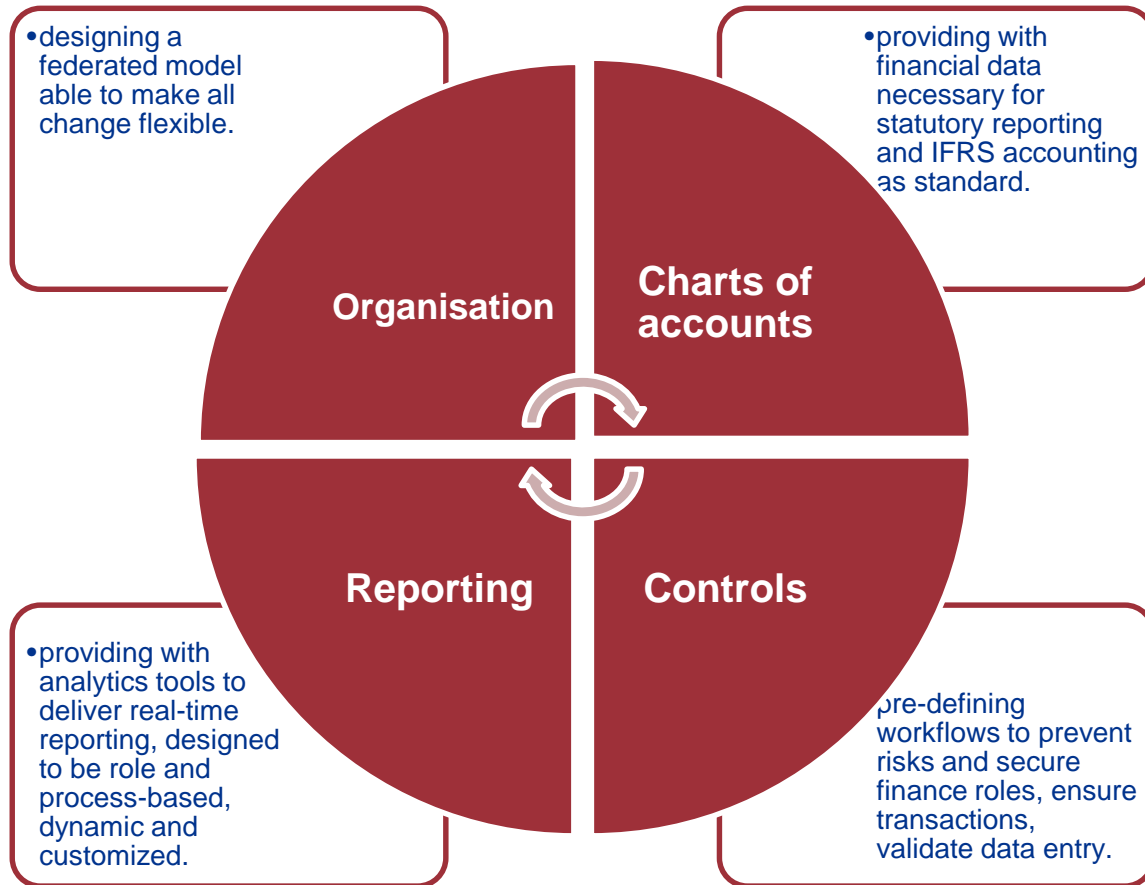 •designing a
federated model
able to make all
change flexible.
•providing with
financial data
necessary for
statutory reporting
and IFRS accounting
as standard.
Organisation
Charts of
accounts
Reporting
Controls
•providing with
analytics tools to
deliver real-time
reporting, designed
to be role and
process-based,
dynamic and
customized.
pre-defining
workflows to prevent
risks and secure
finance roles, ensure
transactions,
validate data entry.